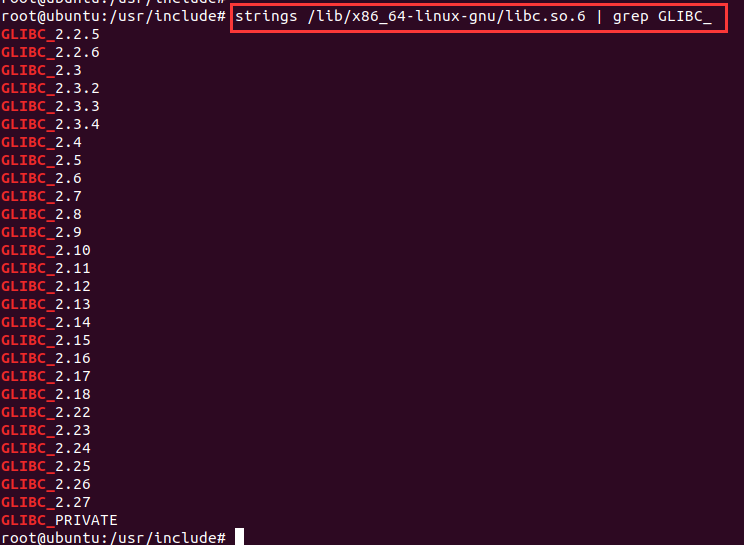 root@ubuntu:/usr/include#
root@ubuntu:/usr/include# strings /lib/x86_64-linux-gnu/libc.so.6 | grep GLIBC_
GLIBC_2.2.5
GLIBC_2.2.6
GLIBC_2.3
GLIBC_2.3.2
GLIBC_2.3.3
GLIBC_2.3.4
GLIBC_2.4
GLIBC_2.5
GLIBC_2.6
GLIBC_2.7
GLIBC_2.8
GLIBC_2.9
GLIBC_2.10
GLIBC_2.11
GLIBC_2.12
GLIBC_2.13
GLIBC_2.14
GLIBC_2.15
GLIBC_2.16
GLIBC_2.17
GLIBC_2.18
GLIBC_2.22
GLIBC_2.23
GLIBC_2.24
GLIBC_2.25
GLIBC_2.26
GLIBC_2.27
GLIBC_PRIVATE
root@ubuntu:/usr/include#